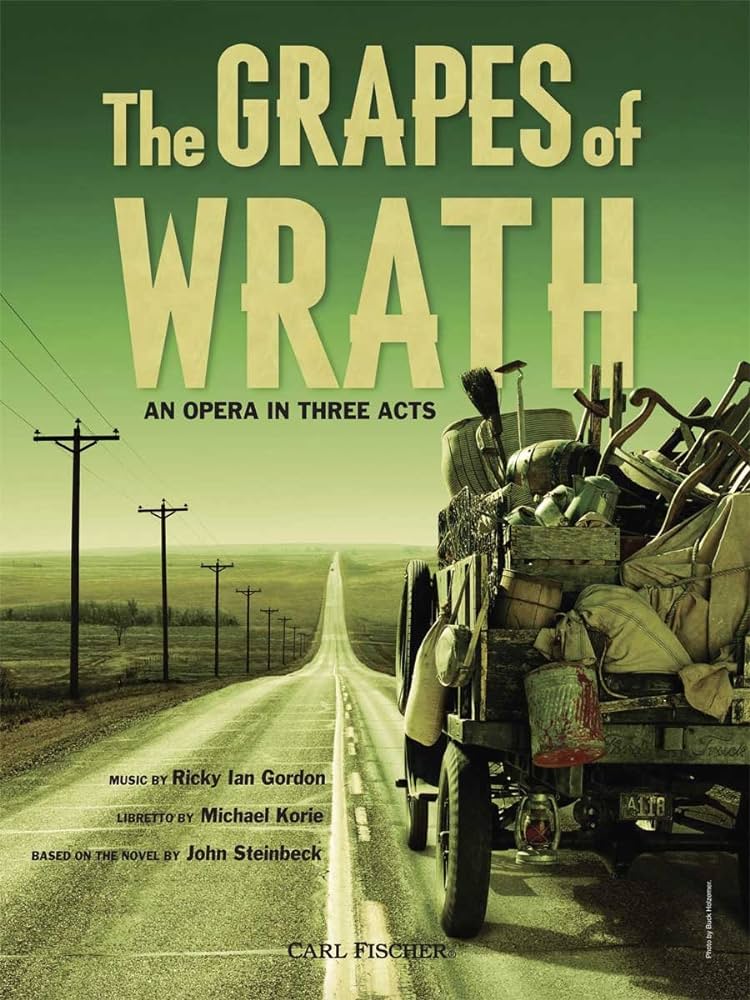 The GRAPES of
WRATH
AN OPERA IN THREE ACTS
MUSIC BY Ricky Ian Gordon
LIBRETTO BY Michael Korie
BASED ON THE NOVEL BY John Steinbeck
A1116
CARL FISCHER®
Photo by Buck Holzemer.